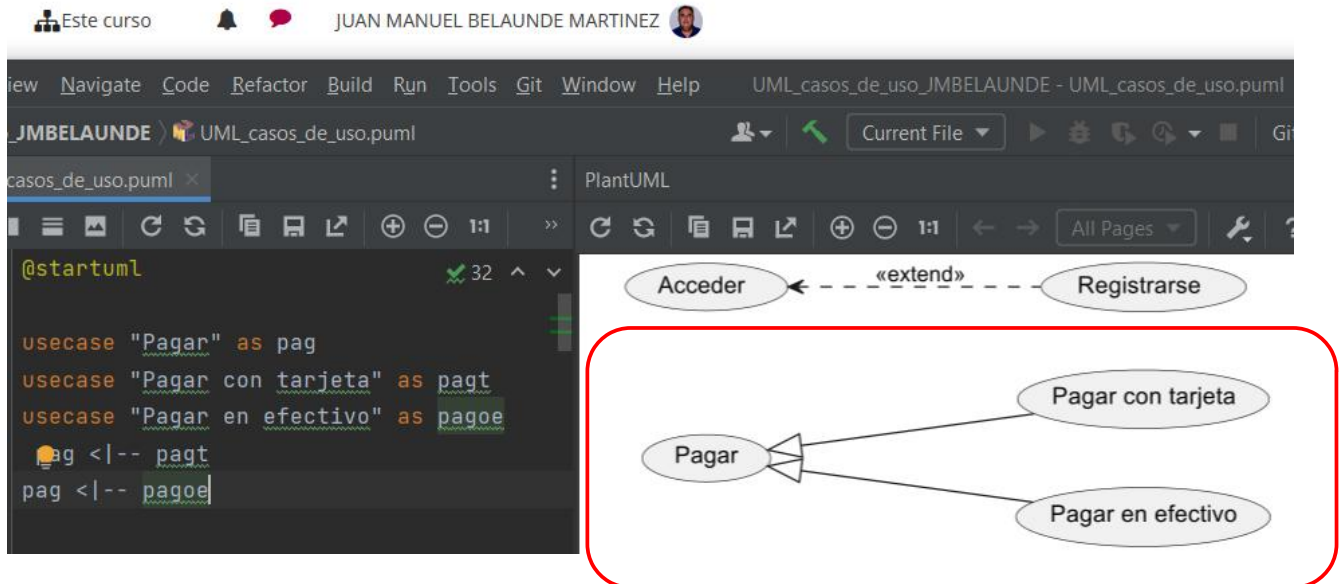 Este curso JUAN MANUEL BELAUNDE MARTINEZ
iew Navigate Code Refactor Build Run Tools Git Window Help UML_casos_de_uso_JMBELAUNDE - UML_casos_de_uso.puml
_JMBELAUNDE UML_casos_de_uso.puml Current File Gi
casos_de_uso.puml PlantUML
1:1 >> 1:1 All Pages ?
@startuml 32
usecase "Pagar" as pag
usecase "Pagar con tarjeta" as pagt
usecase "Pagar en efectivo" as pagoe
pag <|-- pagt
pag <|-- pagoe
Acceder «extend» Registrarse
Pagar con tarjeta
Pagar
Pagar en efectivo